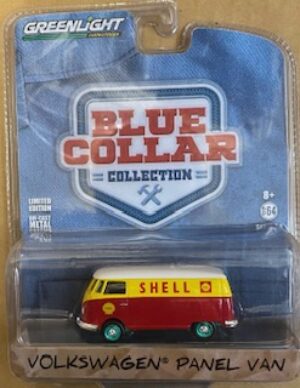 GREENLIGHT
BLUE
COLLAR
COLLECTION
LIMITED
EDITION
DIE-CAST
METAL
8+
1:64
SHELL
VOLKSWAGEN® PANEL VAN